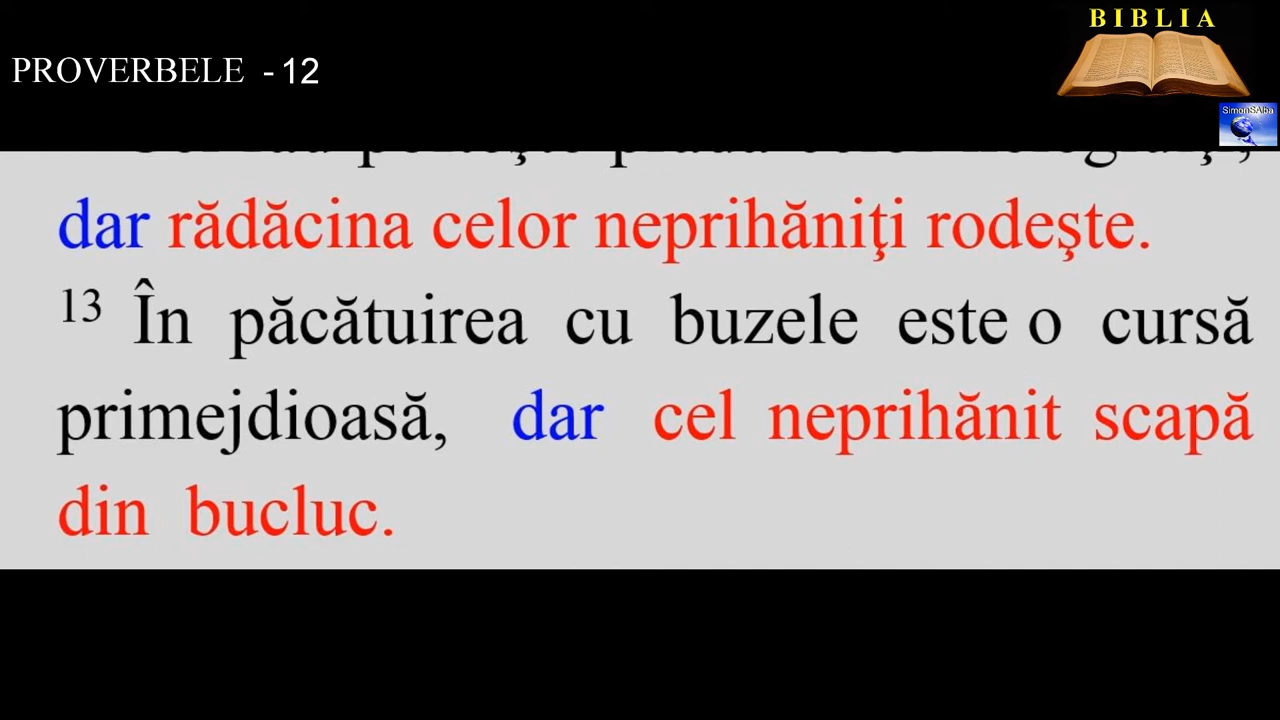 BIBLIA
PROVERBELE - 12
SimonSAlba
dar rădăcina celor neprihăniţi rodeşte.
13 În păcătuirea cu buzele este o cursă
primejdioasă, dar cel neprihănit scapă
din bucluc.